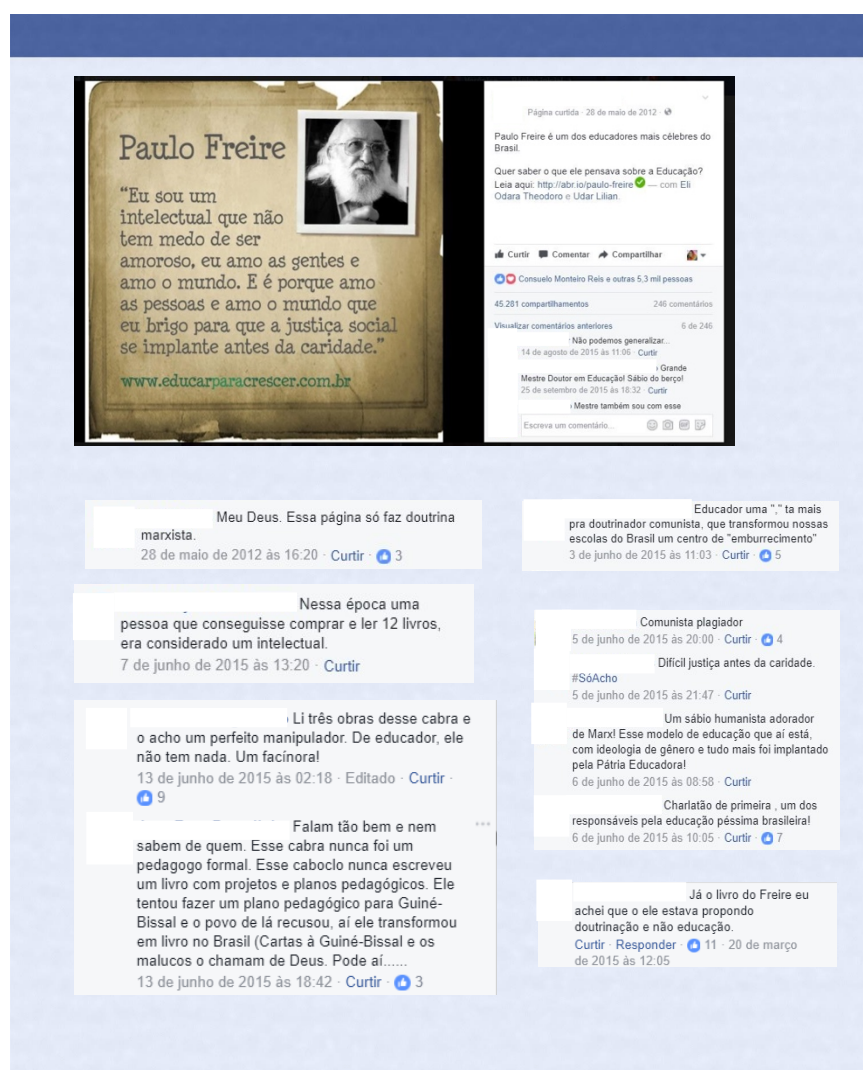 Paulo Freire
“Eu sou um
intelectual que não
tem medo de ser
amoroso, eu amo as gentes e
amo o mundo. E é porque amo
as pessoas e amo o mundo que
eu brigo para que a justiça social
se implante antes da caridade.”
www.educarparacrescer.com.br
Página curtida · 28 de maio de 2012 ·
Paulo Freire é um dos educadores mais célebres do
Brasil.
Quer saber o que ele pensava sobre a Educação?
Leia aqui: http://abr.io/paulo-freire — com Eli
Odara Theodoro e Udar Lilian.
Curtir Comentar Compartilhar
Consuelo Monteiro Reis e outras 5,3 mil pessoas
45.281 compartilhamentos 246 comentários
Visualizar comentários anteriores 6 de 246
Não podemos generalizar...
14 de agosto de 2015 às 11:06 · Curtir
Grande
Mestre Doutor em Educação! Sábio do berço!
25 de setembro de 2015 às 18:32 · Curtir
Mestre também sou com esse
Escreva um comentário...
Meu Deus. Essa página só faz doutrina
marxista.
28 de maio de 2012 às 16:20 · Curtir · 3
Nessa época uma
pessoa que conseguisse comprar e ler 12 livros,
era considerado um intelectual.
7 de junho de 2015 às 13:20 · Curtir
Li três obras desse cabra e
o acho um perfeito manipulador. De educador, ele
não tem nada. Um facínora!
13 de junho de 2015 às 02:18 · Editado · Curtir ·
9
Falam tão bem e nem
sabem de quem. Esse cabra nunca foi um
pedagogo formal. Esse caboclo nunca escreveu
um livro com projetos e planos pedagógicos. Ele
tentou fazer um plano pedagógico para Guiné-
Bissal e o povo de lá recusou, aí ele transformou
em livro no Brasil (Cartas à Guiné-Bissal e os
malucos o chamam de Deus. Pode aí......
13 de junho de 2015 às 18:42 · Curtir · 3
Educador uma "," ta mais
pra doutrinador comunista, que transformou nossas
escolas do Brasil um centro de "emburrecimento"
3 de junho de 2015 às 11:03 · Curtir · 5
Comunista plagiador
5 de junho de 2015 às 20:00 · Curtir · 4
Difícil justiça antes da caridade.
#SóAcho
5 de junho de 2015 às 21:47 · Curtir
Um sábio humanista adorador
de Marx! Esse modelo de educação que aí está,
com ideologia de gênero e tudo mais foi implantado
pela Pátria Educadora!
6 de junho de 2015 às 08:58 · Curtir
Charlatão de primeira , um dos
responsáveis pela educação péssima brasileira!
6 de junho de 2015 às 10:05 · Curtir · 7
Já o livro do Freire eu
achei que o ele estava propondo
doutrinação e não educação.
Curtir · Responder · 11 · 20 de março
de 2015 às 12:05